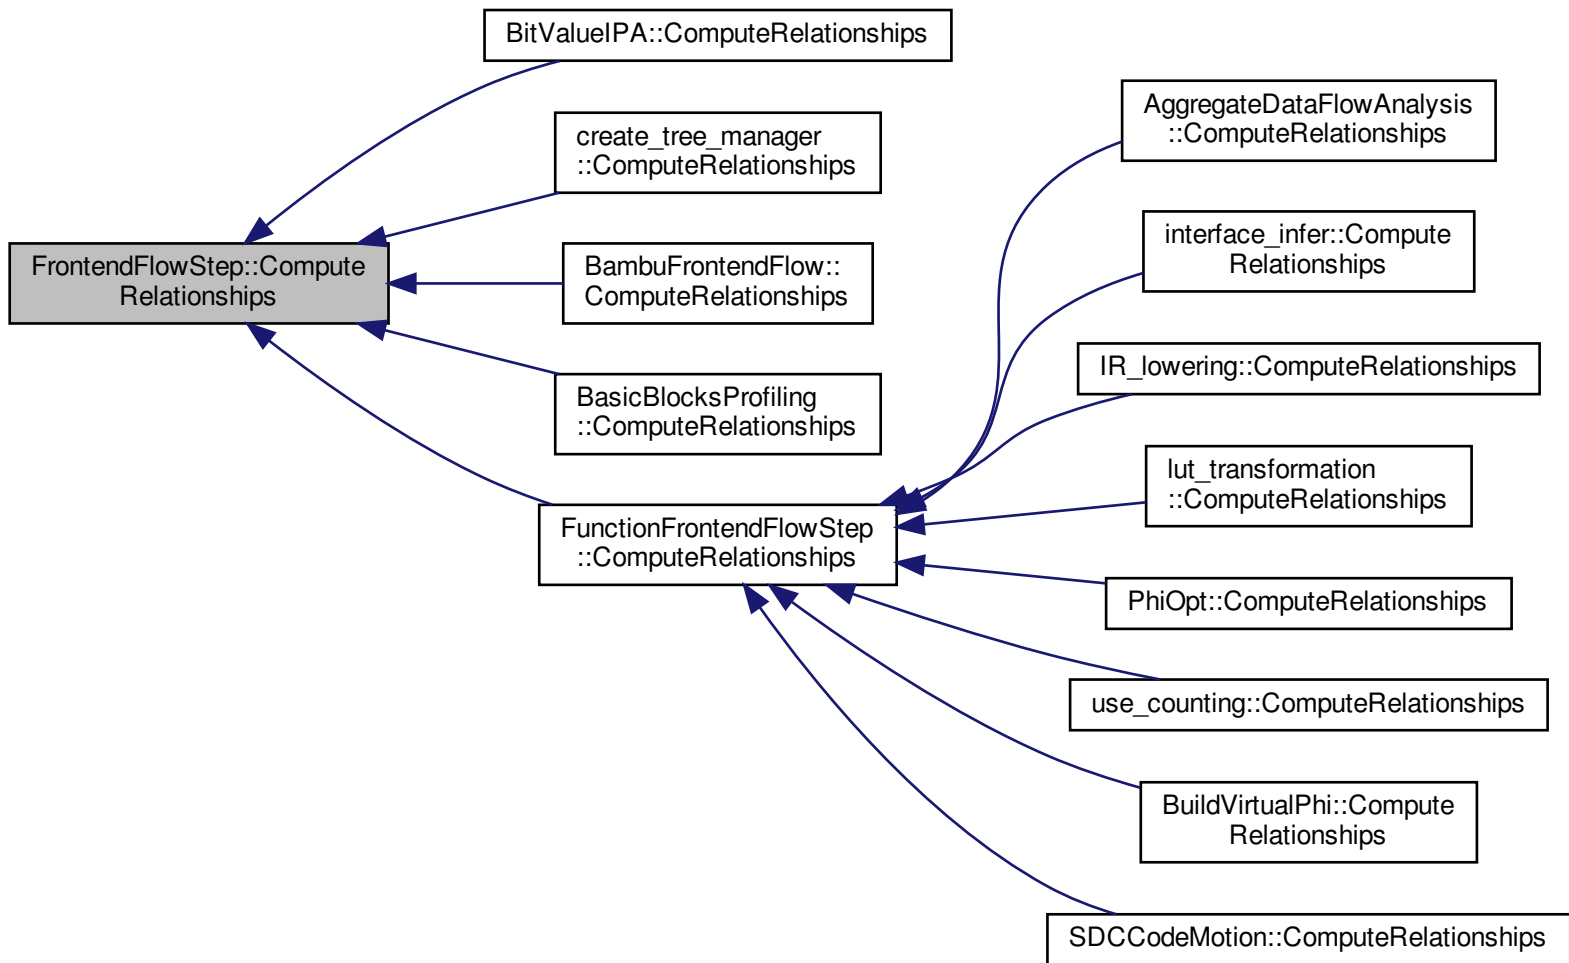 BitValueIPA::ComputeRelationships
create_tree_manager
::ComputeRelationships
FrontendFlowStep::Compute
Relationships
BambuFrontendFlow::
ComputeRelationships
BasicBlocksProfiling
::ComputeRelationships
FunctionFrontendFlowStep
::ComputeRelationships
AggregateDataFlowAnalysis
::ComputeRelationships
interface_infer::Compute
Relationships
IR_lowering::ComputeRelationships
lut_transformation
::ComputeRelationships
PhiOpt::ComputeRelationships
use_counting::ComputeRelationships
BuildVirtualPhi::Compute
Relationships
SDCCodeMotion::ComputeRelationships